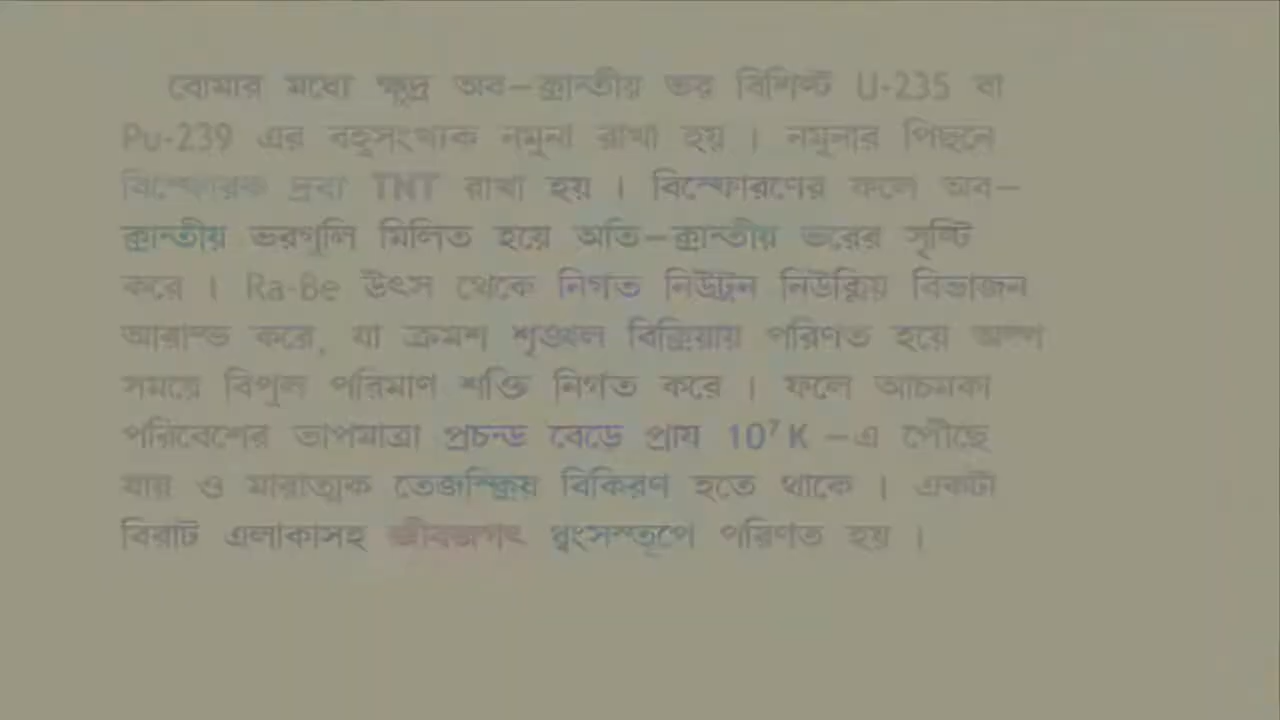 বোমার মধ্যে ক্ষুদ্র অব-ক্রান্তীয় ভর বিশিষ্ট U-235 বা
Pu-239 এর বহুসংখ্যক নমুনা রাখা হয় । নমুনার পিছনে
বিস্ফোরক দ্রব্য TNT রাখা হয় । বিস্ফোরণের ফলে অব-
ক্রান্তীয় ভরগুলি মিলিত হয়ে অতি-ক্রান্তীয় ভরের সৃষ্টি
করে । Ra-Be উৎস থেকে নির্গত নিউট্রন নিউক্লিয় বিভাজন
আরম্ভ করে, যা ক্রমশ শৃঙ্খল বিক্রিয়ায় পরিণত হয়ে অল্প
সময়ে বিপুল পরিমাণ শক্তি নির্গত করে । ফলে আচমকা
পরিবেশের তাপমাত্রা প্রচন্ড বেড়ে প্রায় 10⁷ K -এ পৌঁছে
যায় ও মারাত্মক তেজস্ক্রিয় বিকিরণ হতে থাকে । একটা
বিরাট এলাকাসহ জীবজগৎ ধ্বংসস্তূপে পরিণত হয় ।